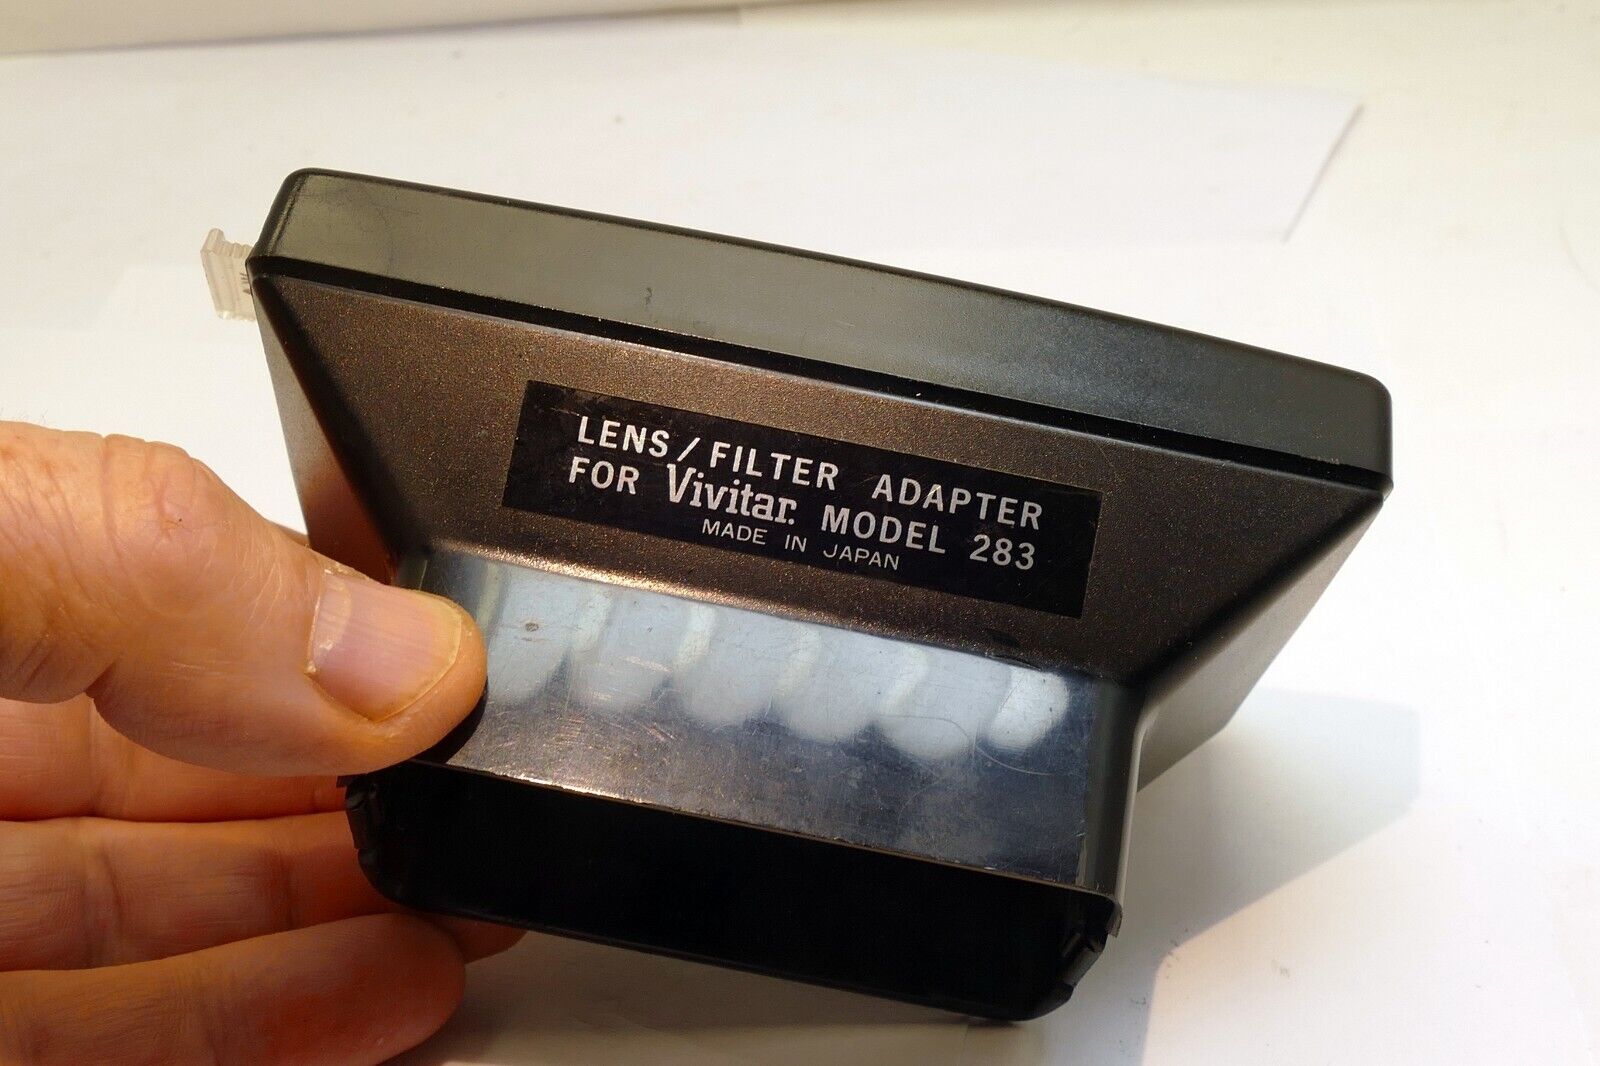 LENS/FILTER ADAPTER
FOR Vivitar. MODEL 283
MADE IN JAPAN